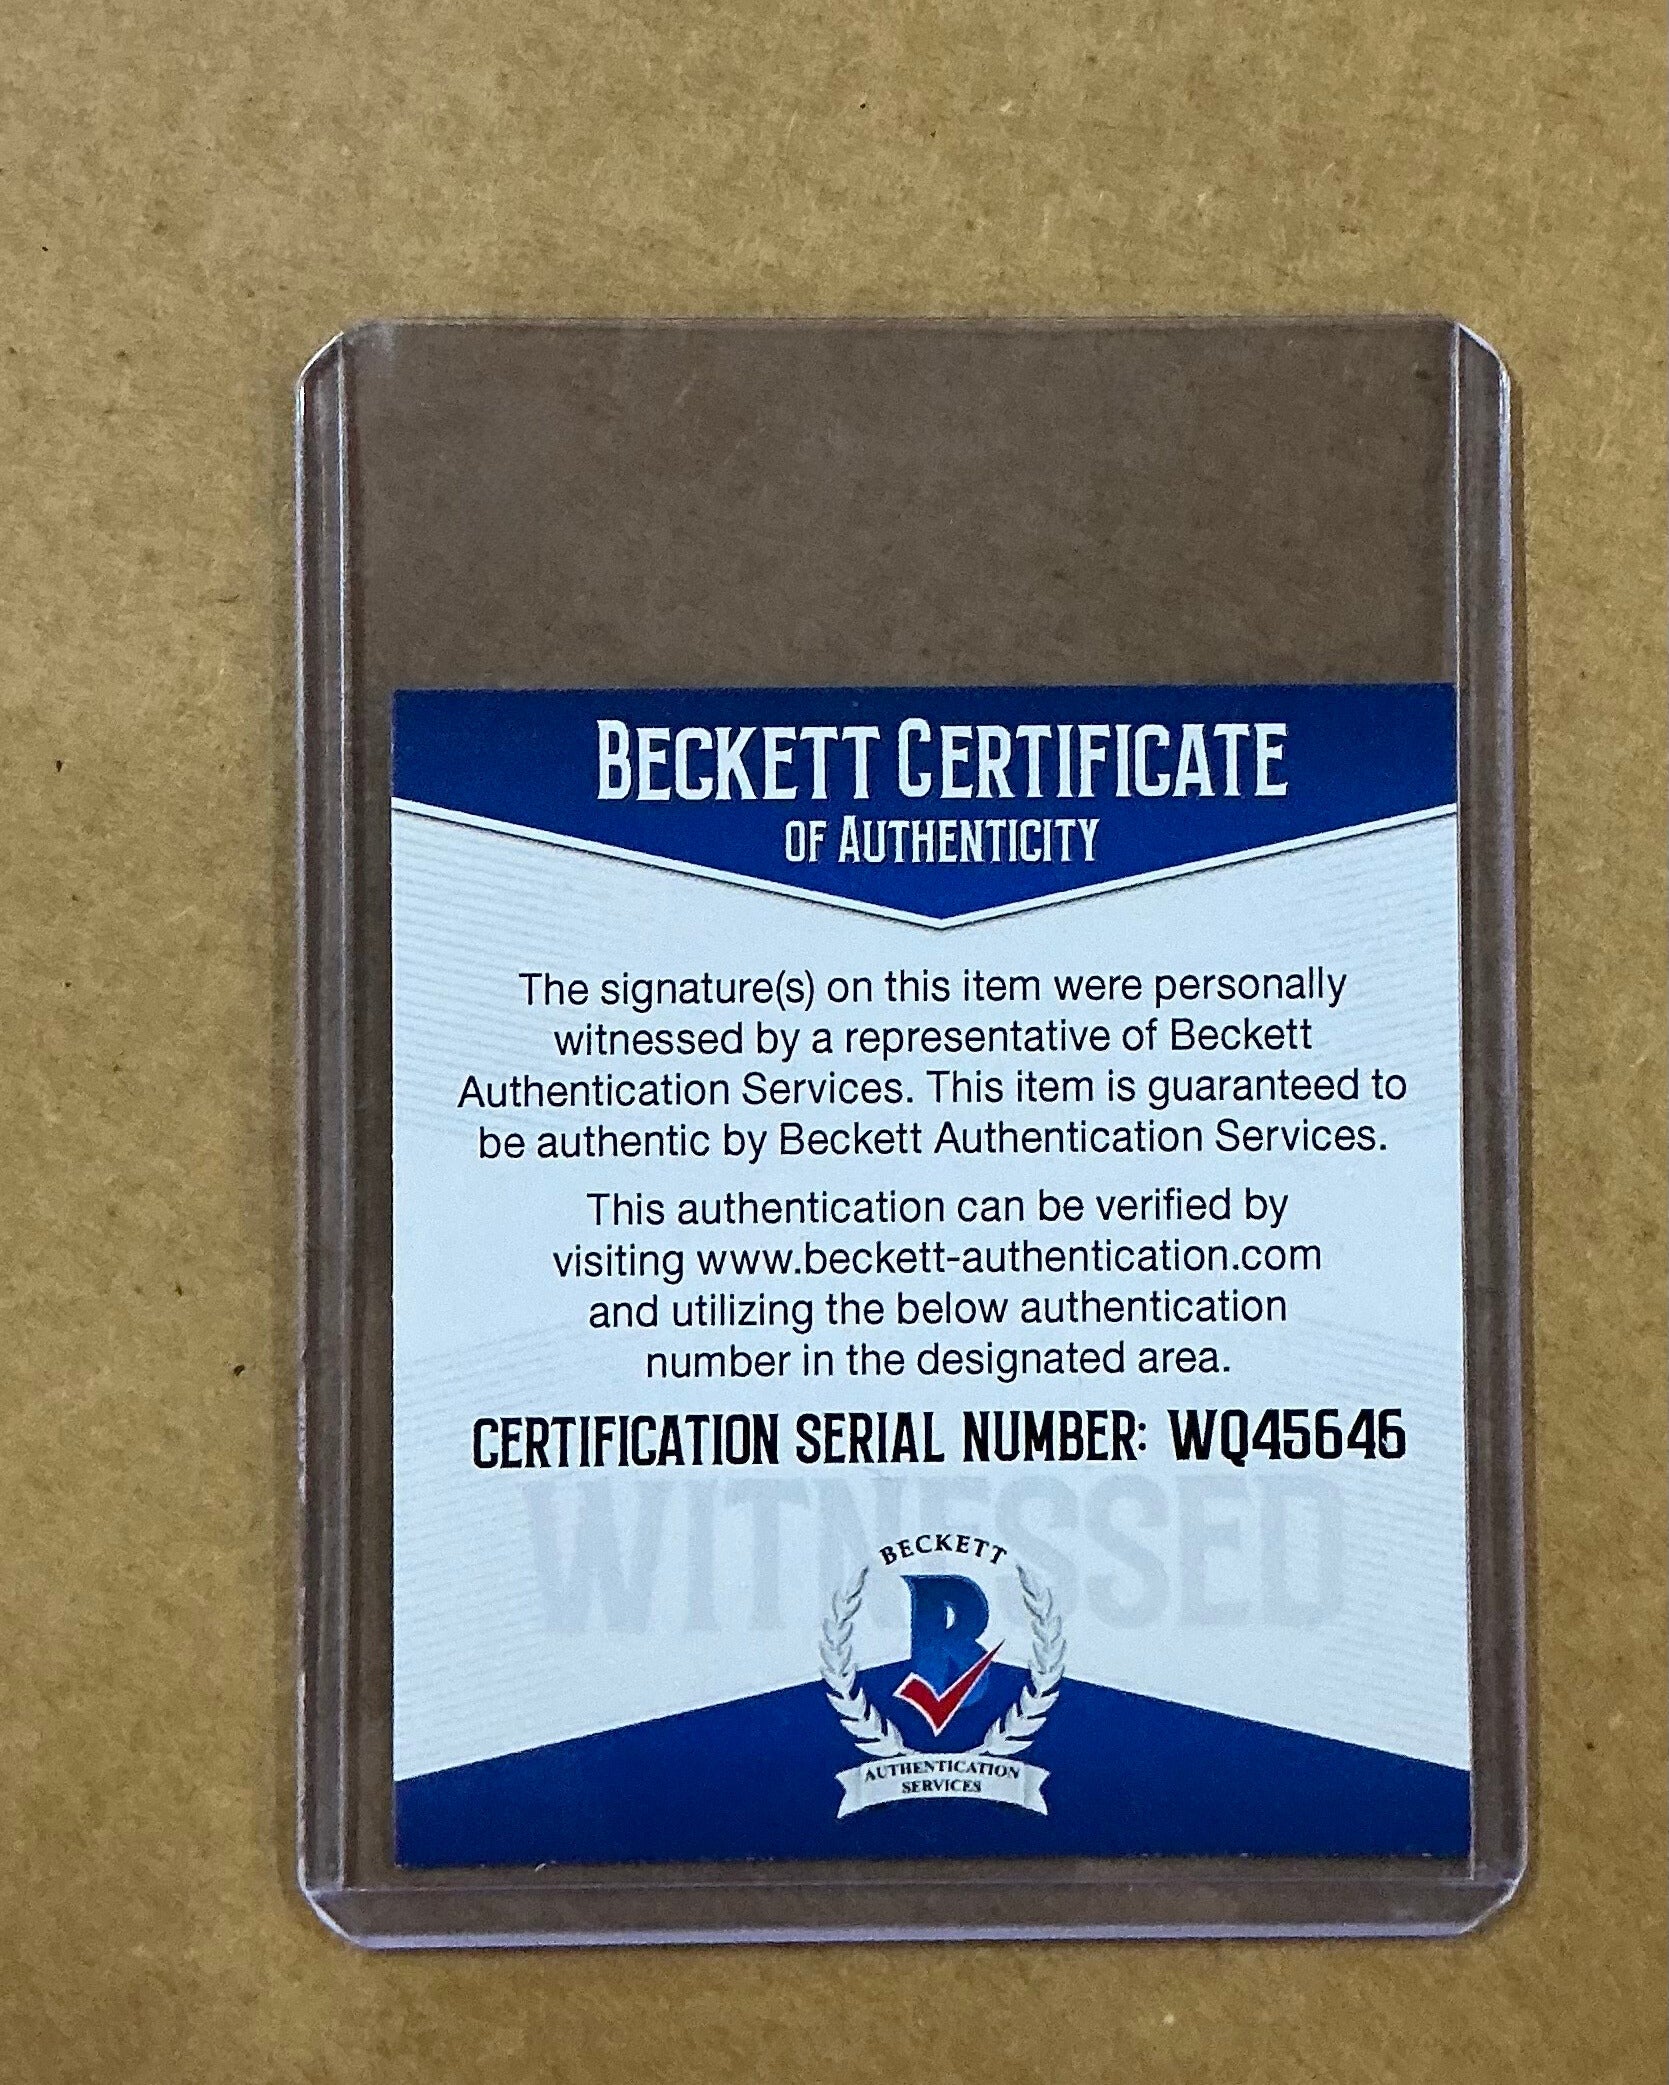 BECKETT CERTIFICATE
OF AUTHENTICITY
The signature(s) on this item were personally
witnessed by a representative of Beckett
Authentication Services. This item is guaranteed to
be authentic by Beckett Authentication Services.
This authentication can be verified by
visiting www.beckett-authentication.com
and utilizing the below authentication
number in the designated area.
CERTIFICATION SERIAL NUMBER: WQ45646
WITNESSED
BECKETT
B
AUTHENTICATION
SERVICES